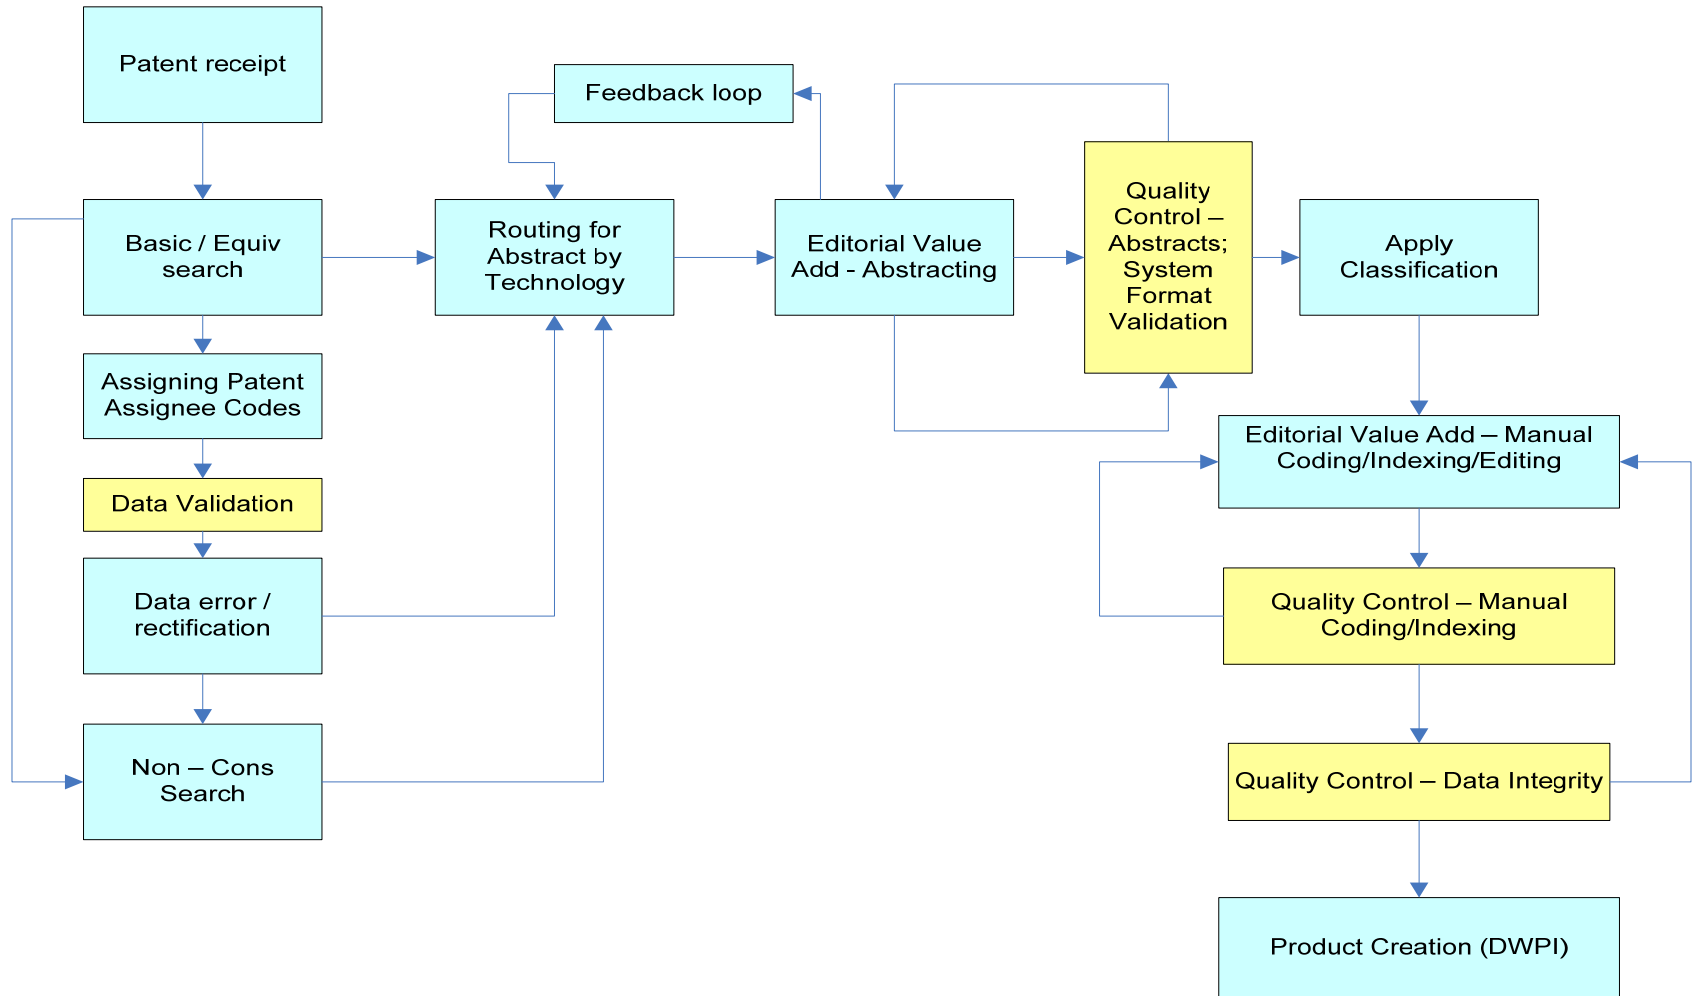 Patent receipt
Feedback loop
Basic / Equiv
search
Routing for
Abstract by
Technology
Editorial Value
Add - Abstracting
Quality
Control –
Abstracts;
System
Format
Validation
Apply
Classification
Assigning Patent
Assignee Codes
Data Validation
Data error /
rectification
Non – Cons
Search
Editorial Value Add – Manual
Coding/Indexing/Editing
Quality Control – Manual
Coding/Indexing
Quality Control – Data Integrity
Product Creation (DWPI)